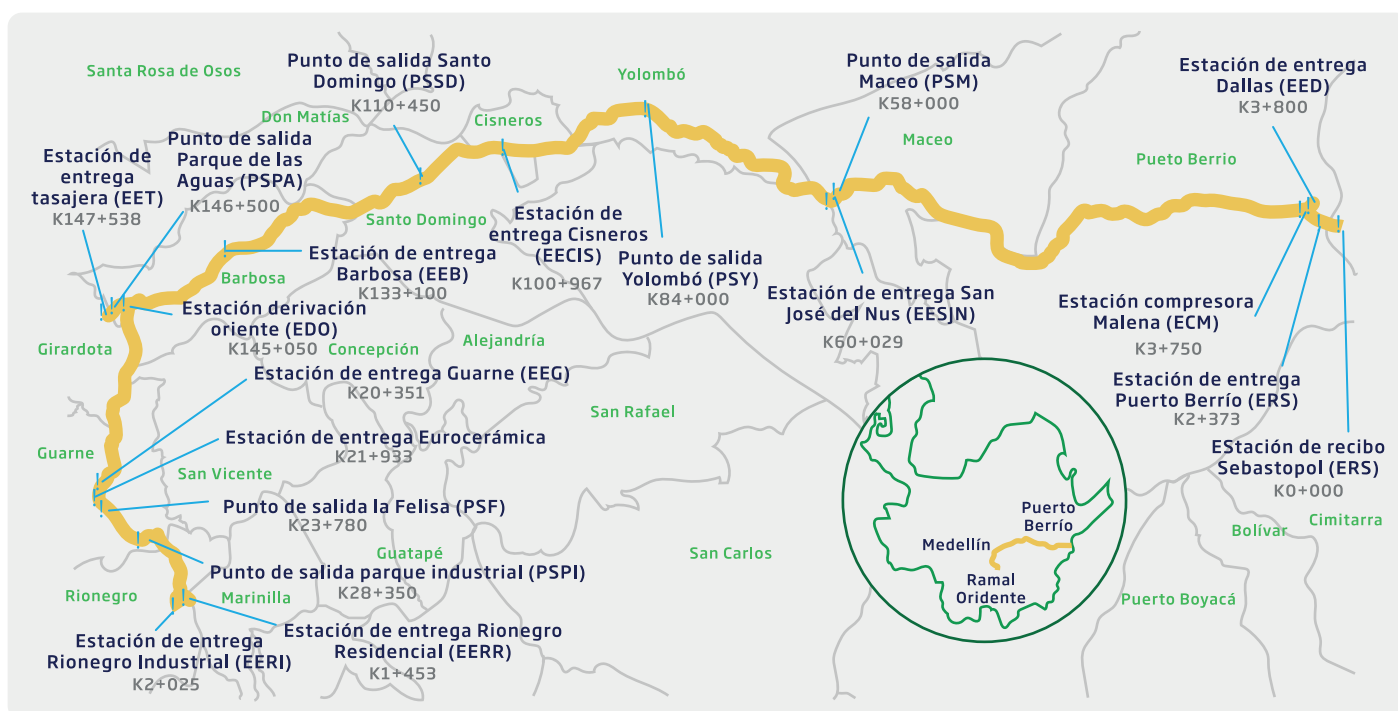 Santa Rosa de Osos
Punto de salida Santo
Domingo (PSSD)
K110+450
Yolombó
Punto de salida
Maceo (PSM)
K58+000
Estación de entrega
Dallas (EED)
K3+800
Don Matías
Cisneros
Maceo
Pueto Berrio
Estación de
entrega
tasajera (EET)
K147+538
Punto de salida
Parque de las
Aguas (PSPA)
K146+500
Santo Domingo
Estación de entrega
Barbosa (EEB)
K133+100
Estación de
entrega Cisneros
(EECIS)
K100+967
Punto de salida
Yolombó (PSY)
K84+000
Estación de entrega San
José del Nus (EESJN)
K60+029
Estación compresora
Malena (ECM)
K3+750
Barbosa
Estación derivación
oriente (EDO)
K145+050
Girardota
Concepción
Alejandría
Estación de entrega Guarne (EEG)
K20+351
Estación de entrega
Puerto Berrío (ERS)
K2+373
San Rafael
Estación de entrega Eurocerámica
K21+933
Guarne
San Vicente
EStación de recibo
Sebastopol (ERS)
K0+000
Punto de salida la Felisa (PSF)
K23+780
Bolívar
Cimitarra
Guatapé
San Carlos
Punto de salida parque industrial (PSPI)
K28+350
Puerto
Berrío
Medellín
Ramal
Oridente
Rionegro
Marinilla
Puerto Boyacá
Estación de entrega
Rionegro Industrial (EERI)
K2+025
Estación de entrega Rionegro
Residencial (EERR)
K1+453